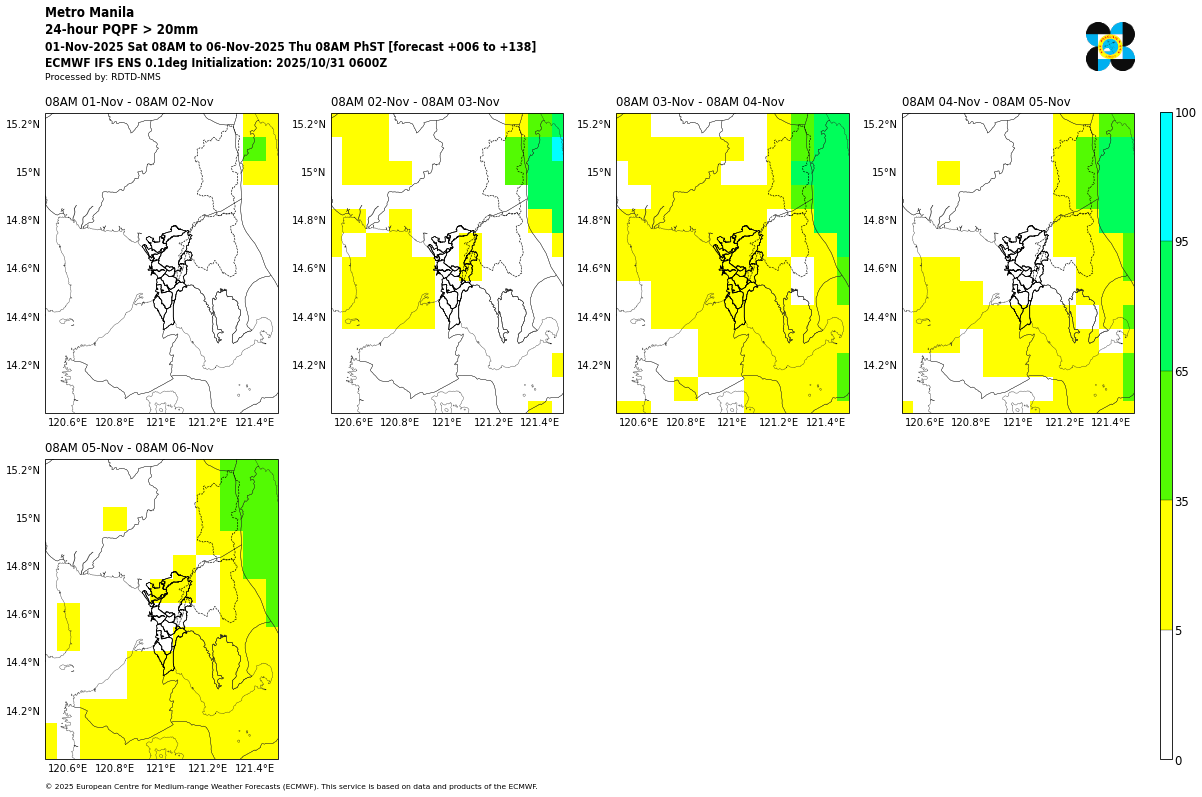 Metro Manila
24-hour PQPF > 20mm
01-Nov-2025 Sat 08AM to 06-Nov-2025 Thu 08AM PhST [forecast +006 to +138]
ECMWF IFS ENS 0.1deg Initialization: 2025/10/31 0600Z
Processed by: RDTD-NMS
08AM 01-Nov - 08AM 02-Nov
08AM 02-Nov - 08AM 03-Nov
08AM 03-Nov - 08AM 04-Nov
08AM 04-Nov - 08AM 05-Nov
15.2°N 15°N 14.8°N 14.6°N 14.4°N 14.2°N
120.6°E 120.8°E 121°E 121.2°E 121.4°E
15.2°N 15°N 14.8°N 14.6°N 14.4°N 14.2°N
120.6°E 120.8°E 121°E 121.2°E 121.4°E
15.2°N 15°N 14.8°N 14.6°N 14.4°N 14.2°N
120.6°E 120.8°E 121°E 121.2°E 121.4°E
15.2°N 15°N 14.8°N 14.6°N 14.4°N 14.2°N
120.6°E 120.8°E 121°E 121.2°E 121.4°E
100
95
65
35
5
0
08AM 05-Nov - 08AM 06-Nov
15.2°N 15°N 14.8°N 14.6°N 14.4°N 14.2°N
120.6°E 120.8°E 121°E 121.2°E 121.4°E
© 2025 European Centre for Medium-range Weather Forecasts (ECMWF). This service is based on data and products of the ECMWF.